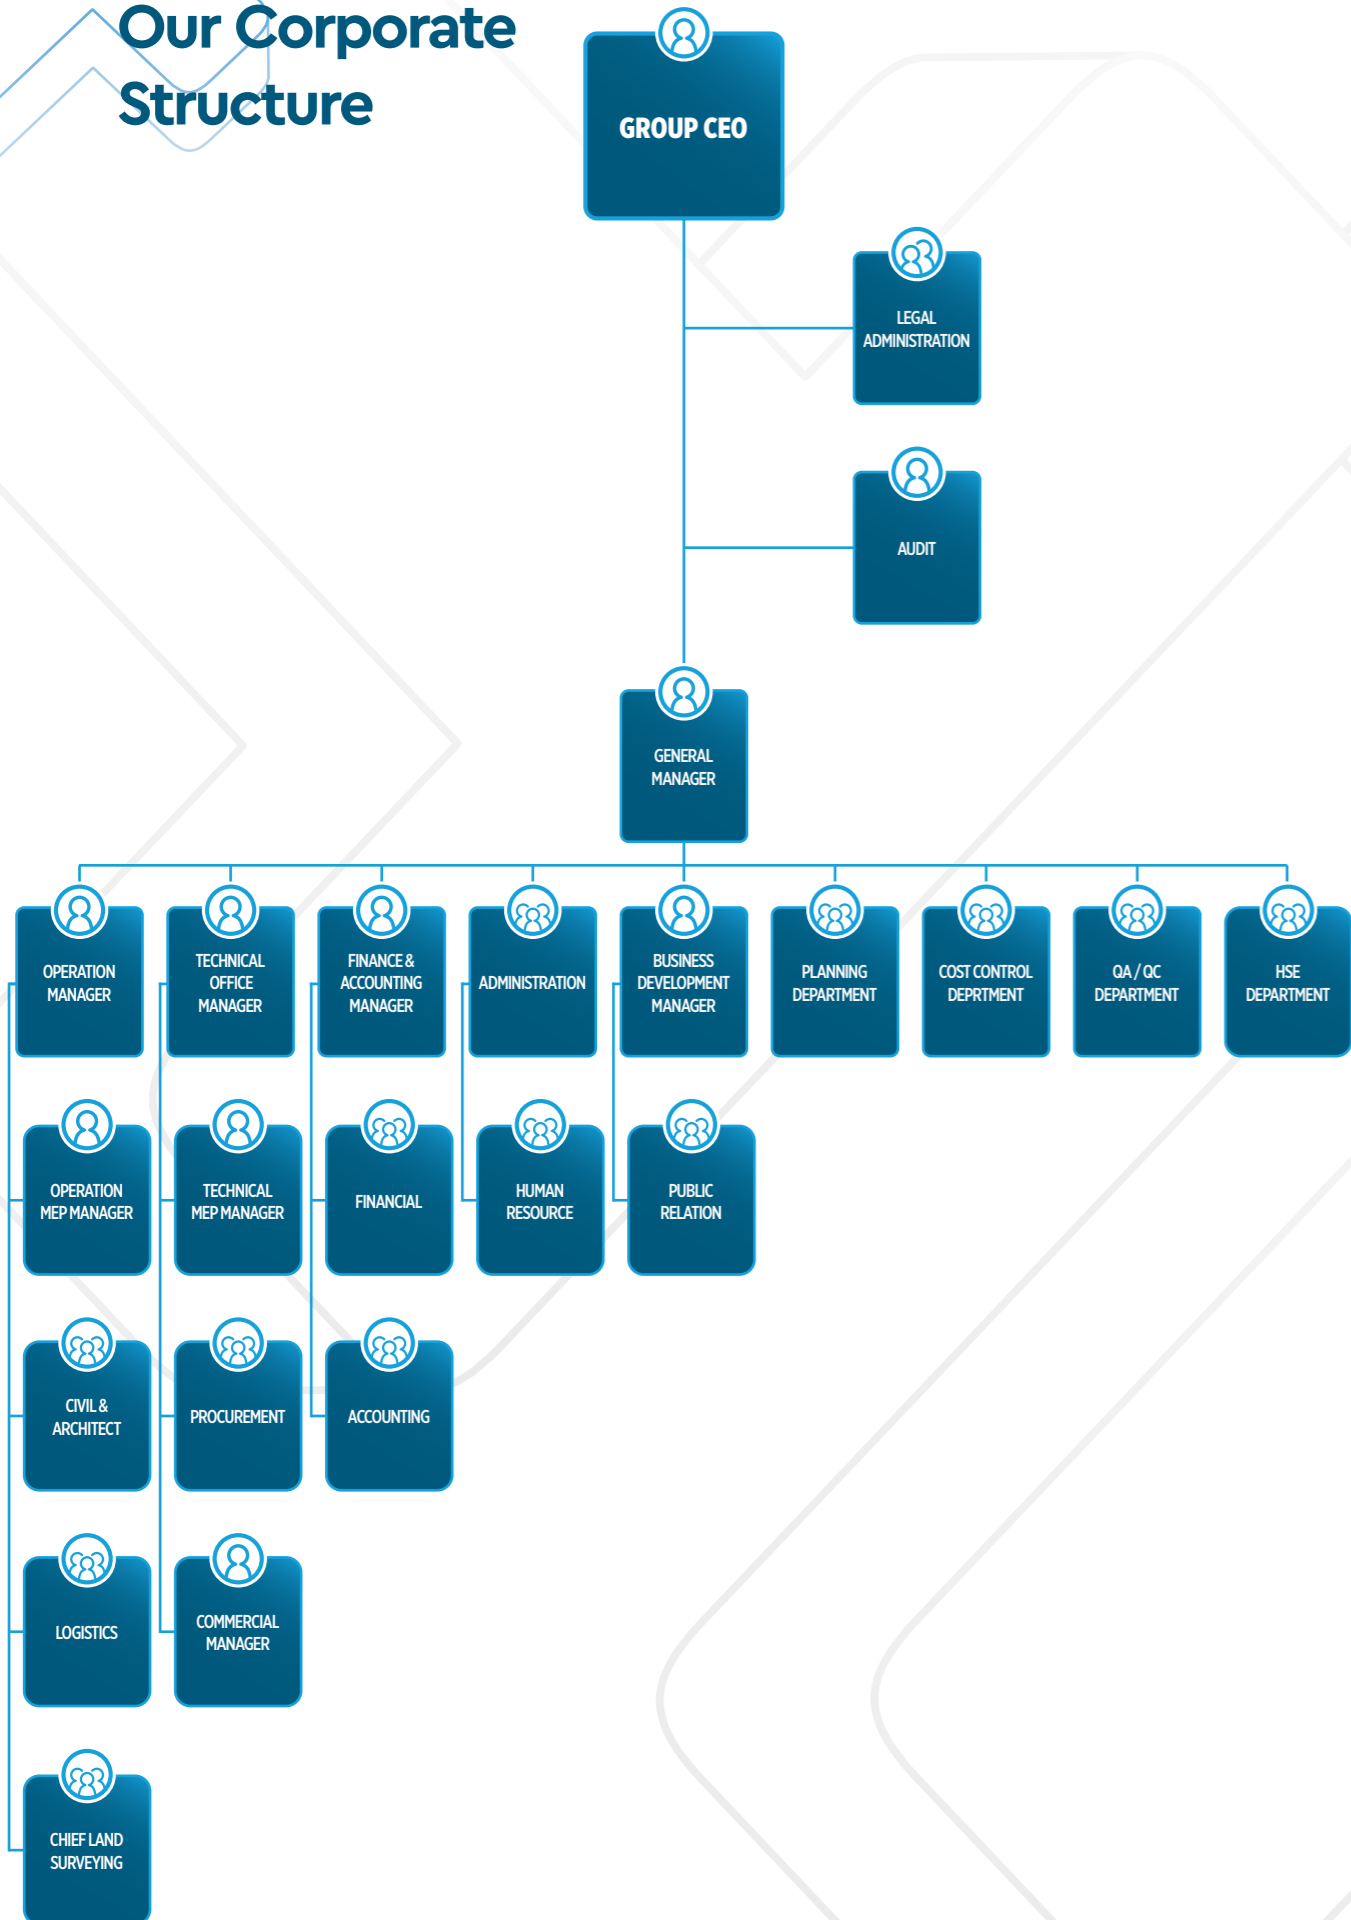 Our Corporate
Structure
GROUP CEO
LEGAL
ADMINISTRATION
AUDIT
GENERAL
MANAGER
OPERATION
MANAGER
TECHNICAL
OFFICE
MANAGER
FINANCE &
ACCOUNTING
MANAGER
ADMINISTRATION
BUSINESS
DEVELOPMENT
MANAGER
PLANNING
DEPARTMENT
COST CONTROL
DEPRTMENT
QA / QC
DEPARTMENT
HSE
DEPARTMENT
OPERATION
MEP MANAGER
TECHNICAL
MEP MANAGER
FINANCIAL
HUMAN
RESOURCE
PUBLIC
RELATION
CIVIL &
ARCHITECT
PROCUREMENT
ACCOUNTING
LOGISTICS
COMMERCIAL
MANAGER
CHIEF LAND
SURVEYING